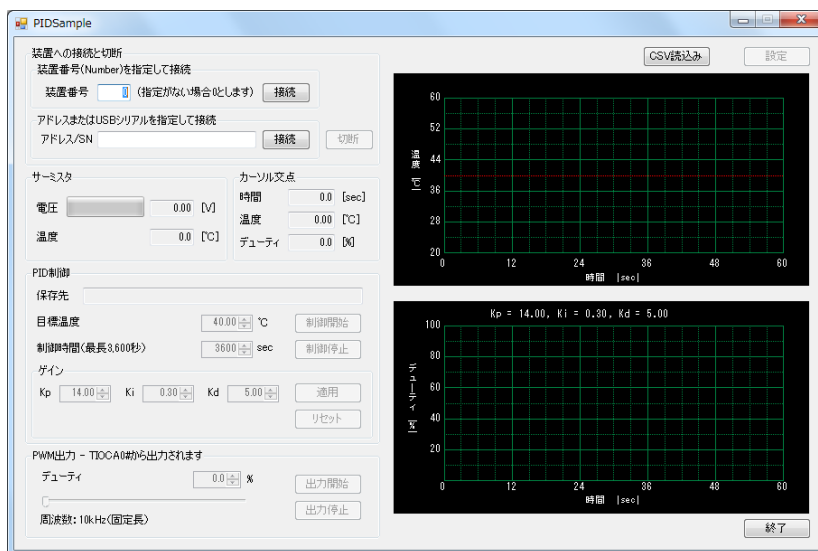 PIDSample
装置への接続と切断
装置番号(Number)を指定して接続
装置番号 0 (指定がない場合0とします) 接続
アドレスまたはUSBシリアルを指定して接続
アドレス/SN 接続 切断
サーミスタ
電圧 0.00 [V]
温度 0.0 [℃]
カーソル交点
時間 0.0 [sec]
温度 0.00 [℃]
デューティ 0.0 [%]
PID制御
保存先
目標温度 40.00 ℃ 制御開始
制御時間(最長3,600秒) 3600 sec 制御停止
ゲイン
Kp 14.00 Ki 0.30 Kd 5.00 適用
リセット
PWM出力 - TIOCA0#から出力されます
デューティ 0.0 % 出力開始
周波数: 10kHz(固定長) 出力停止
CSV読込み 設定
温度 [℃]
60
52
44
36
28
20
0 12 24 36 48 60
時間 [sec]
Kp = 14.00, Ki = 0.30, Kd = 5.00
デューティ [%]
100
80
60
40
20
0 12 24 36 48 60
時間 [sec]
終了